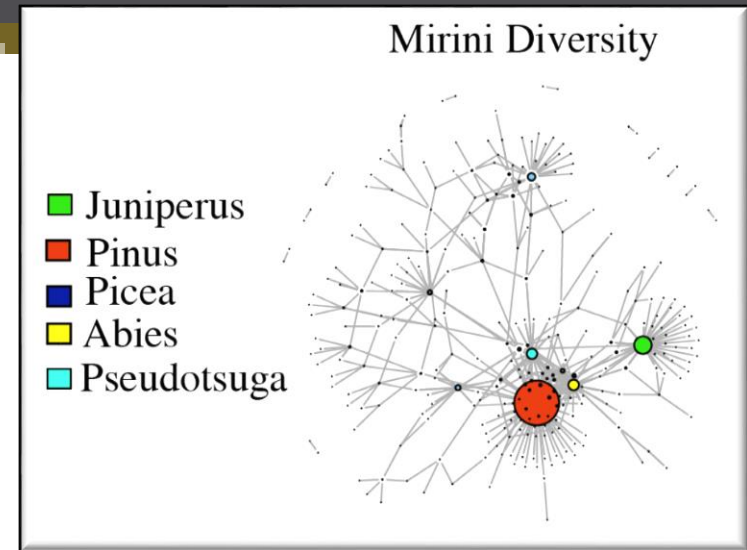 Mirini Diversity
Juniperus
Pinus
Picea
Abies
Pseudotsuga